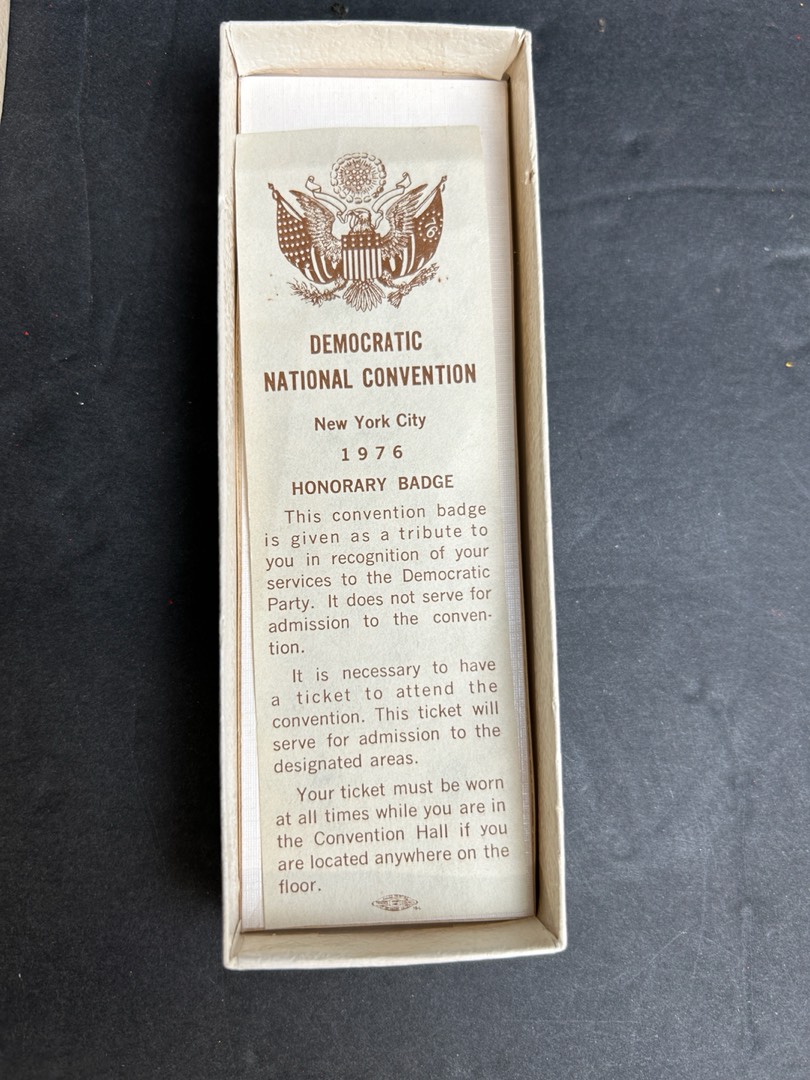 DEMOCRATIC
NATIONAL CONVENTION
New York City
1976
HONORARY BADGE
This convention badge
is given as a tribute to
you in recognition of your
services to the Democratic
Party. It does not serve for
admission to the conven-
tion.
It is necessary to have
a ticket to attend the
convention. This ticket will
serve for admission to the
designated areas.
Your ticket must be worn
at all times while you are in
the Convention Hall if you
are located anywhere on the
floor.